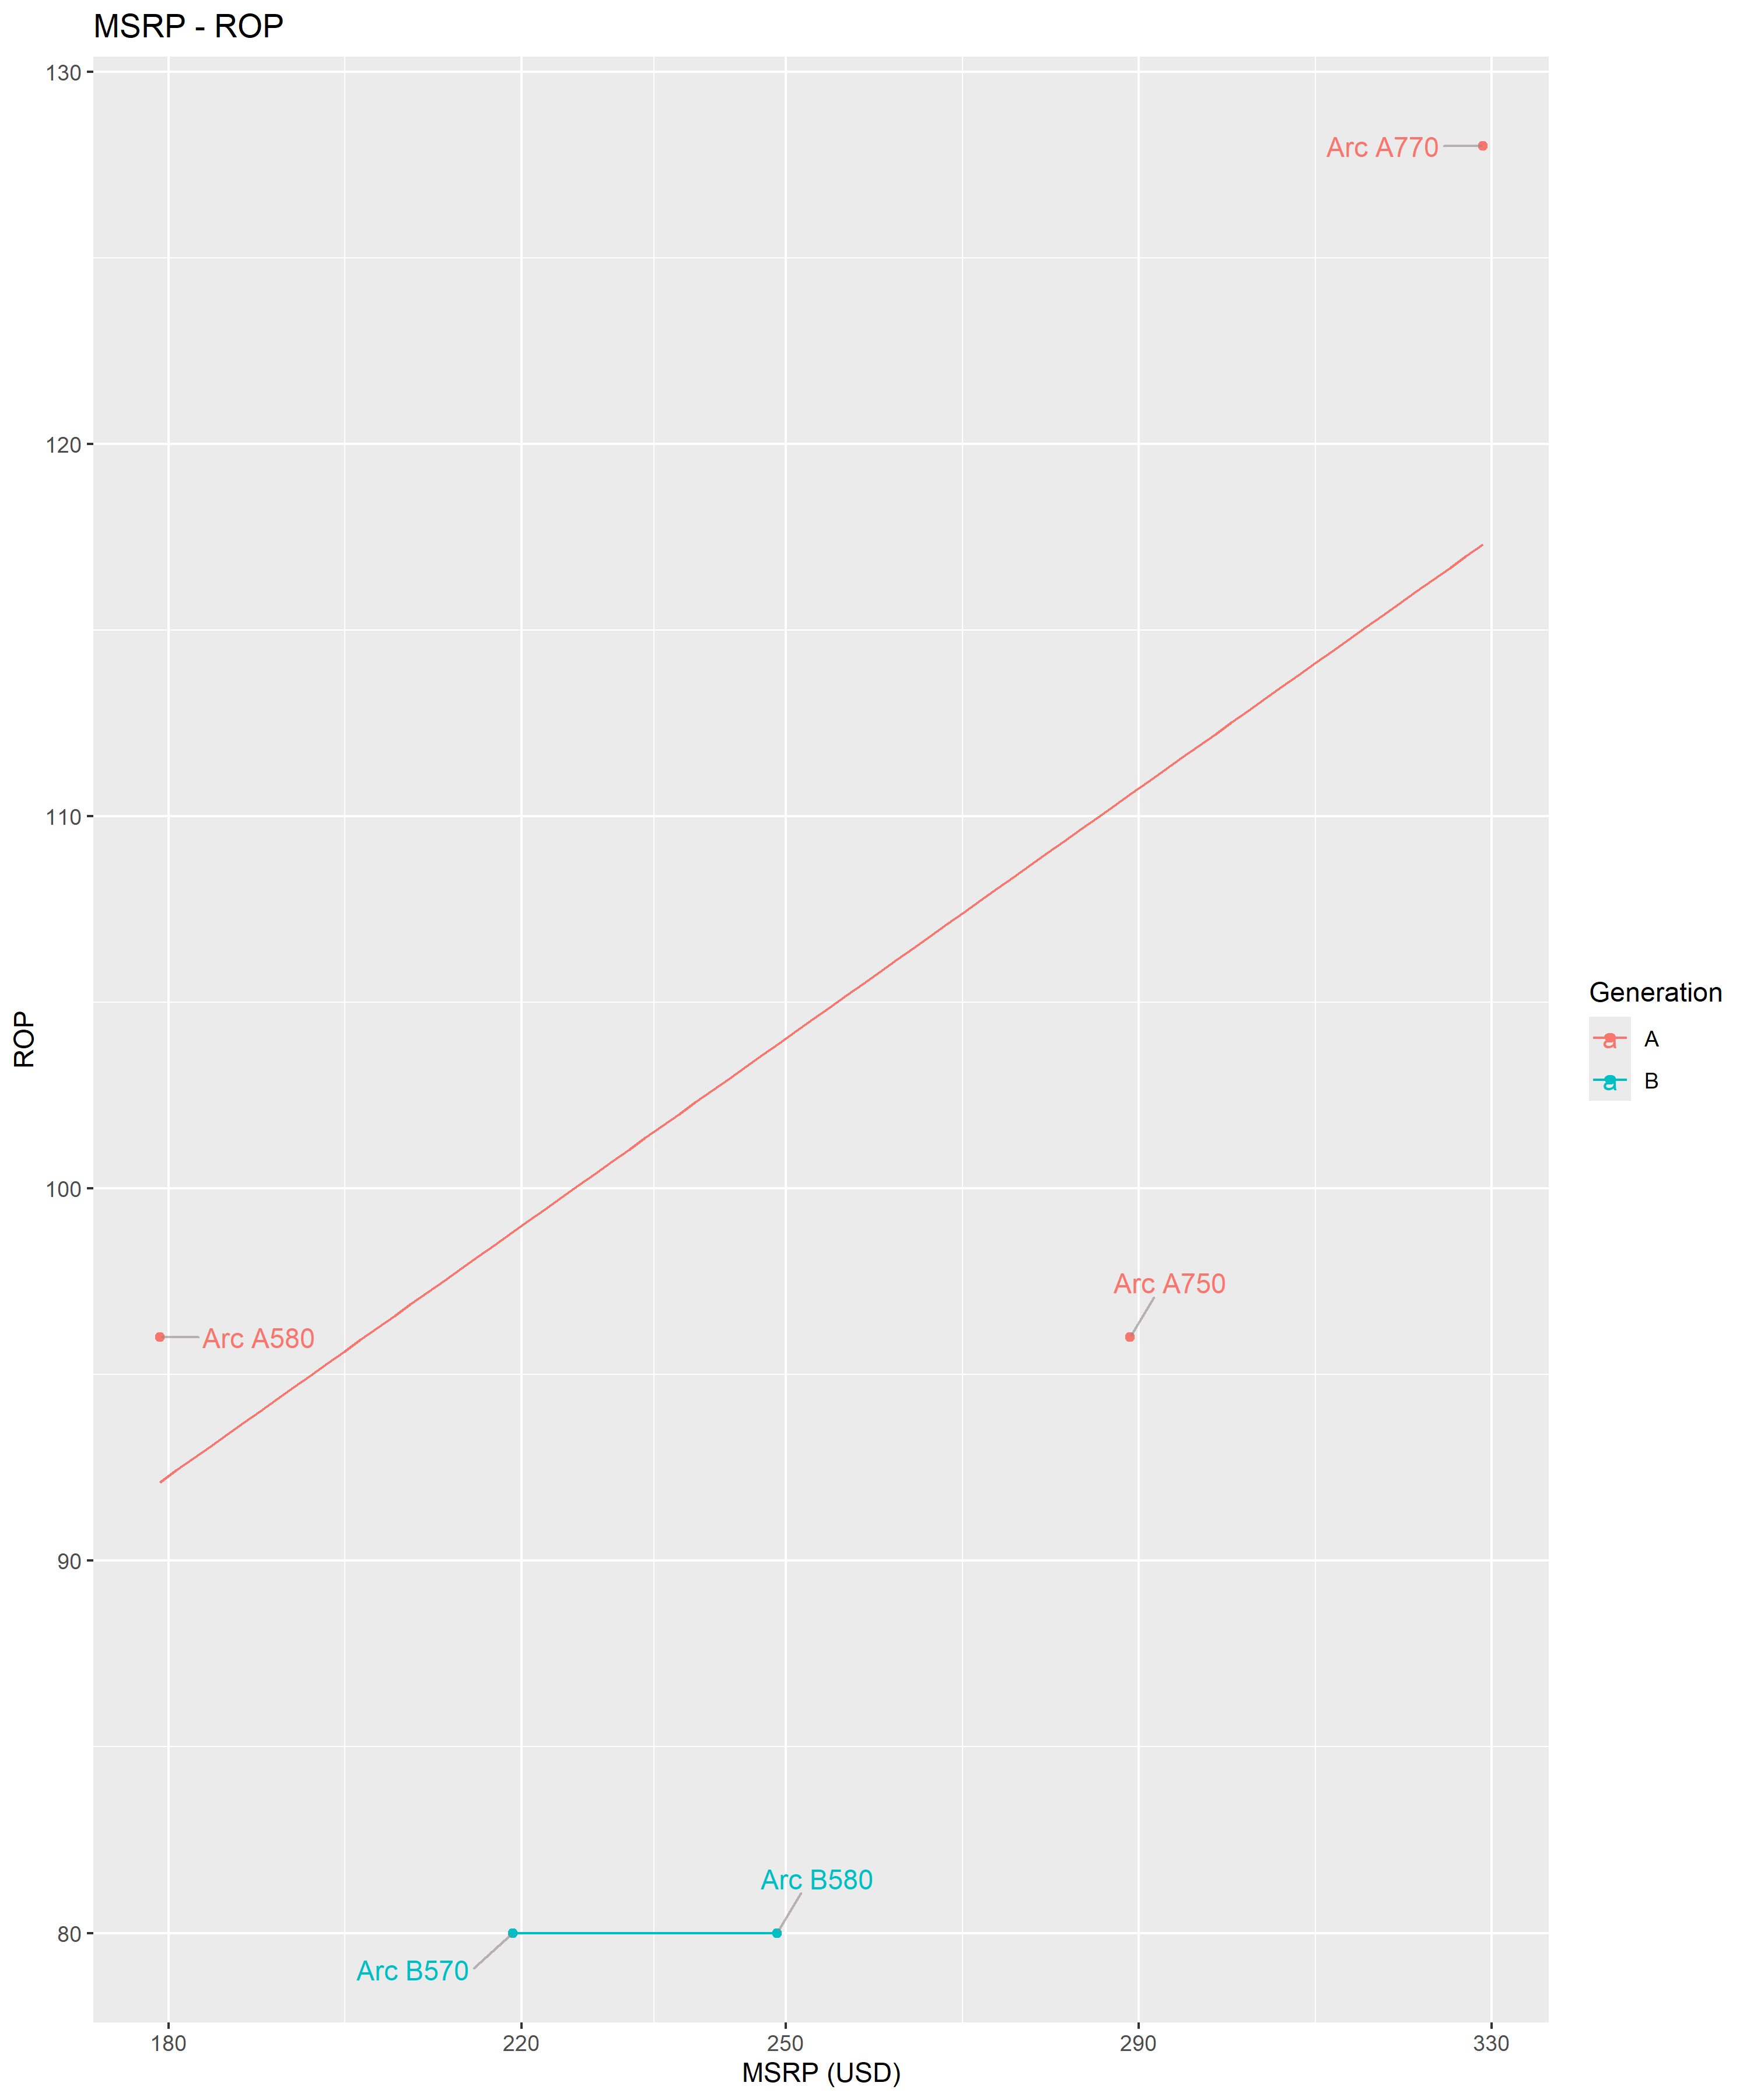 MSRP - ROP
130
Arc A770
120
110
Generation
A
ROP
B
100
Arc A750
Arc A580
90
Arc B580
80
Arc B570
180 220 250 290 330
MSRP (USD)